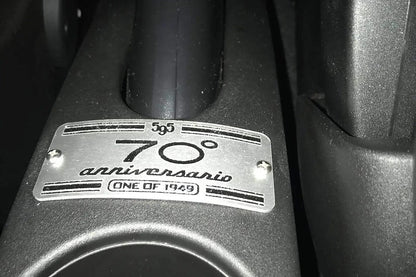 595
70°
anniversario
ONE OF 1949